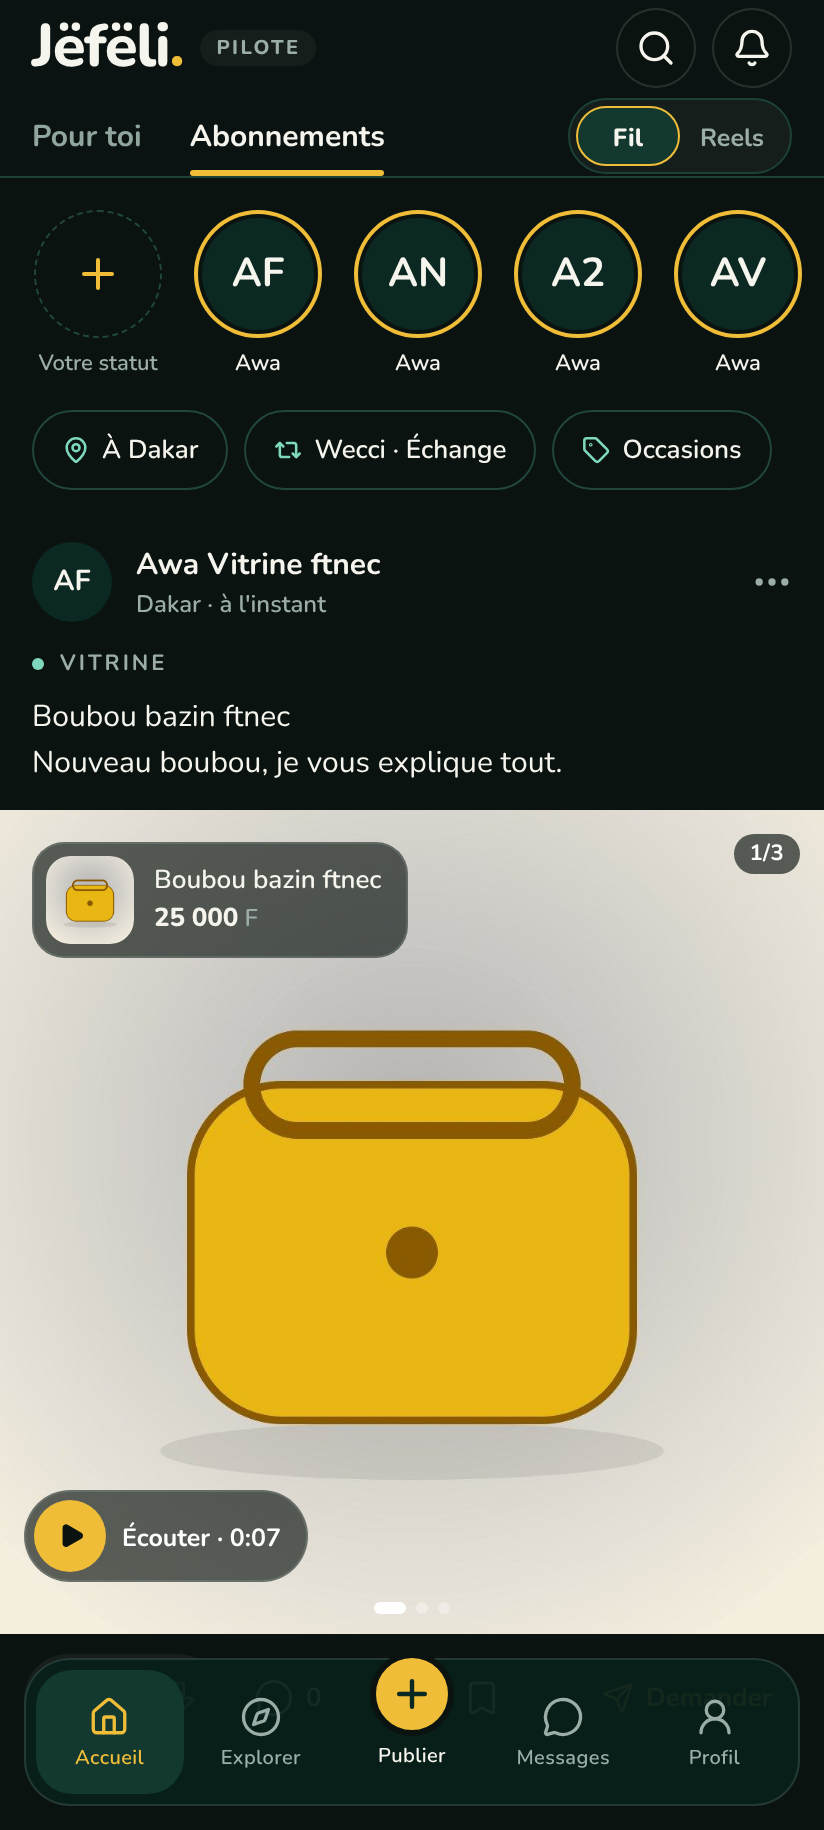 Jëfëli.
PILOTE
Pour toi
Abonnements
Fil
Reels
AF
AN
A2
AV
Votre statut
Awa
Awa
Awa
Awa
À Dakar
Wecci · Échange
Occasions
AF
Awa Vitrine ftnec
Dakar · à l'instant
VITRINE
Boubou bazin ftnec
Nouveau boubou, je vous explique tout.
Boubou bazin ftnec
25 000 F
1/3
Écouter · 0:07
0
Demander
Accueil
Explorer
Publier
Messages
Profil